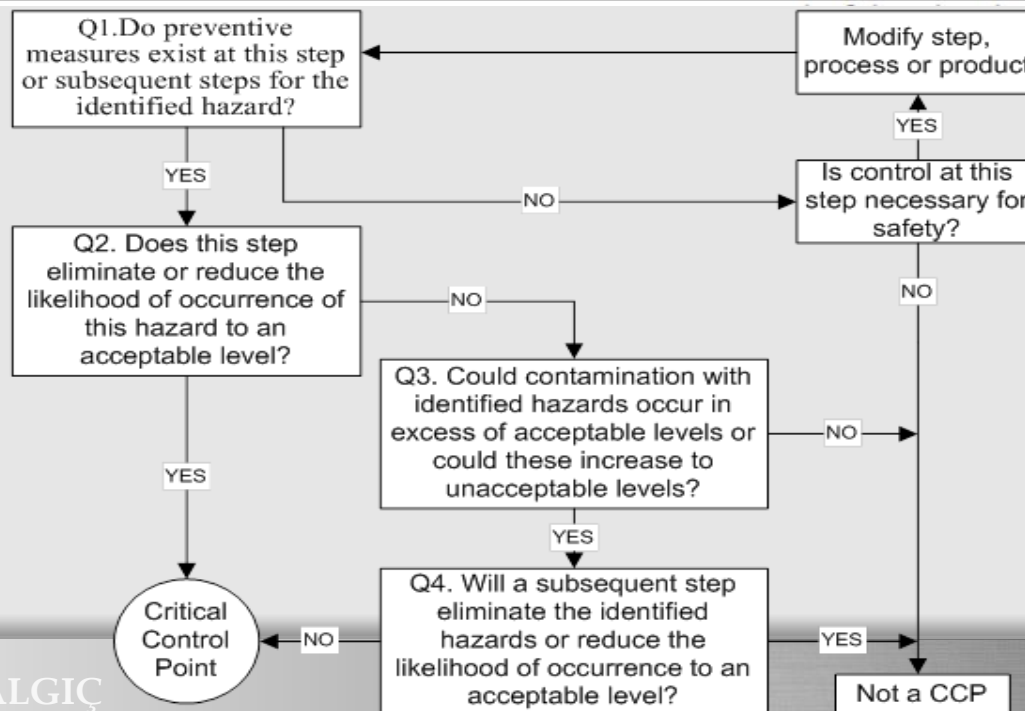 Q1.Do preventive
measures exist at this step
or subsequent steps for the
identified hazard?
Modify step,
process or product
YES
YES
Is control at this
step necessary for
safety?
NO
Q2. Does this step
eliminate or reduce the
likelihood of occurrence of
this hazard to an
acceptable level?
NO
NO
Q3. Could contamination with
identified hazards occur in
excess of acceptable levels or
could these increase to
unacceptable levels?
NO
YES
YES
Q4. Will a subsequent step
eliminate the identified
hazards or reduce the
likelihood of occurrence to an
acceptable level?
Critical
Control
Point
NO
YES
Not a CCP
ALGIÇ